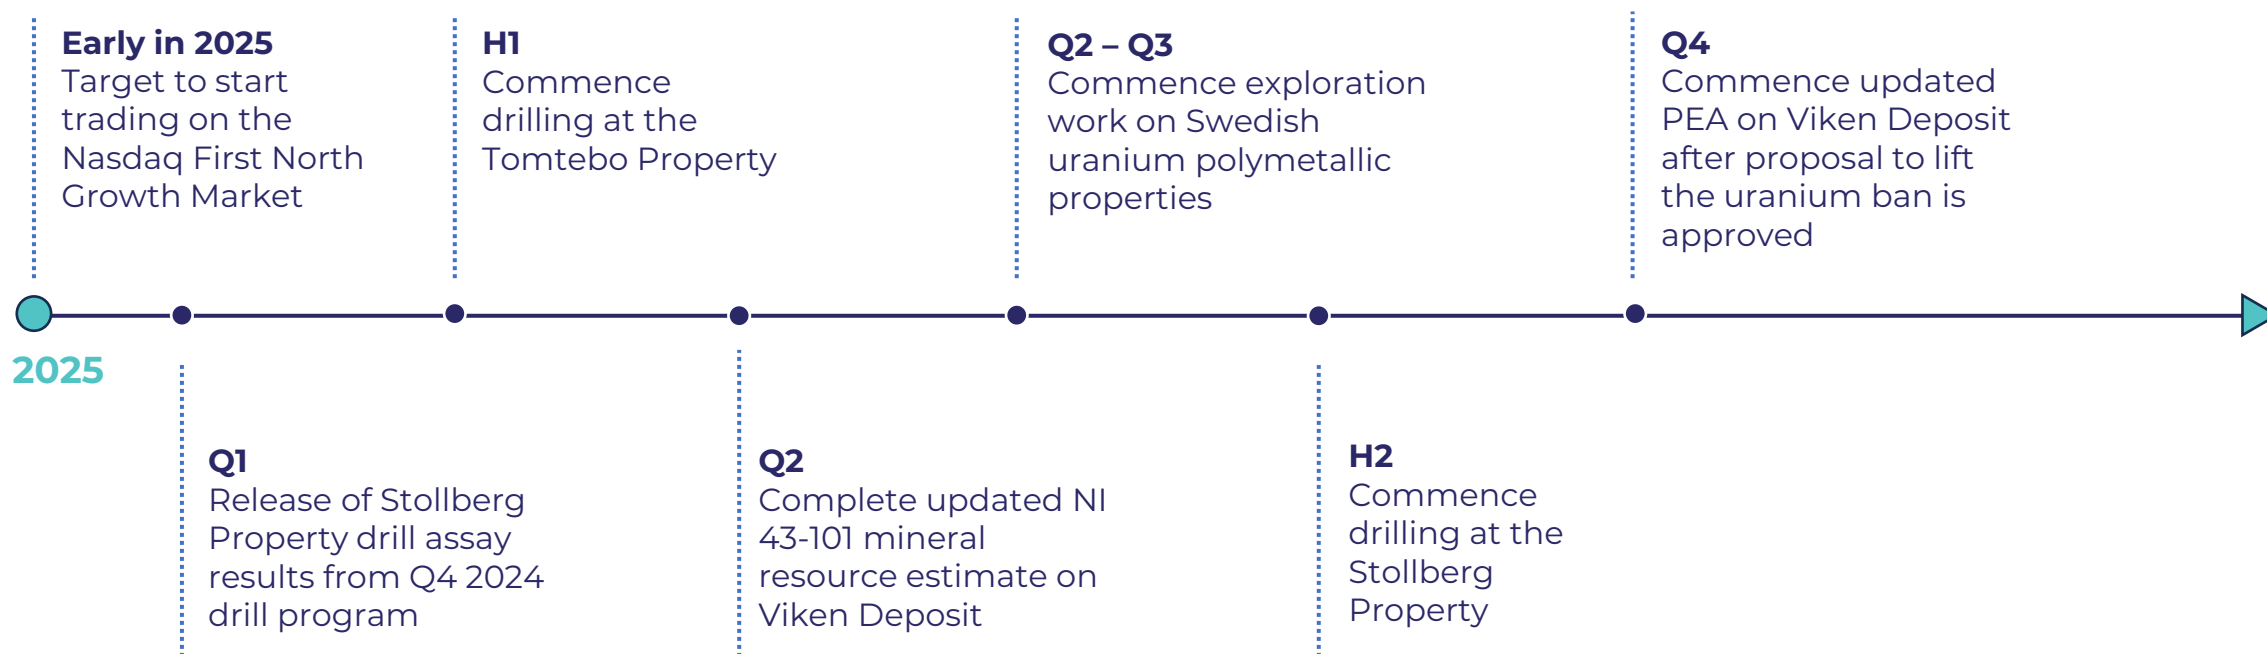 Early in 2025
Target to start
trading on the
Nasdaq First North
Growth Market
H1
Commence
drilling at the
Tomtebo Property
Q2 – Q3
Commence exploration
work on Swedish
uranium polymetallic
properties
Q4
Commence updated
PEA on Viken Deposit
after proposal to lift
the uranium ban is
approved
2025
Q1
Release of Stollberg
Property drill assay
results from Q4 2024
drill program
Q2
Complete updated NI
43-101 mineral
resource estimate on
Viken Deposit
H2
Commence
drilling at the
Stollberg
Property